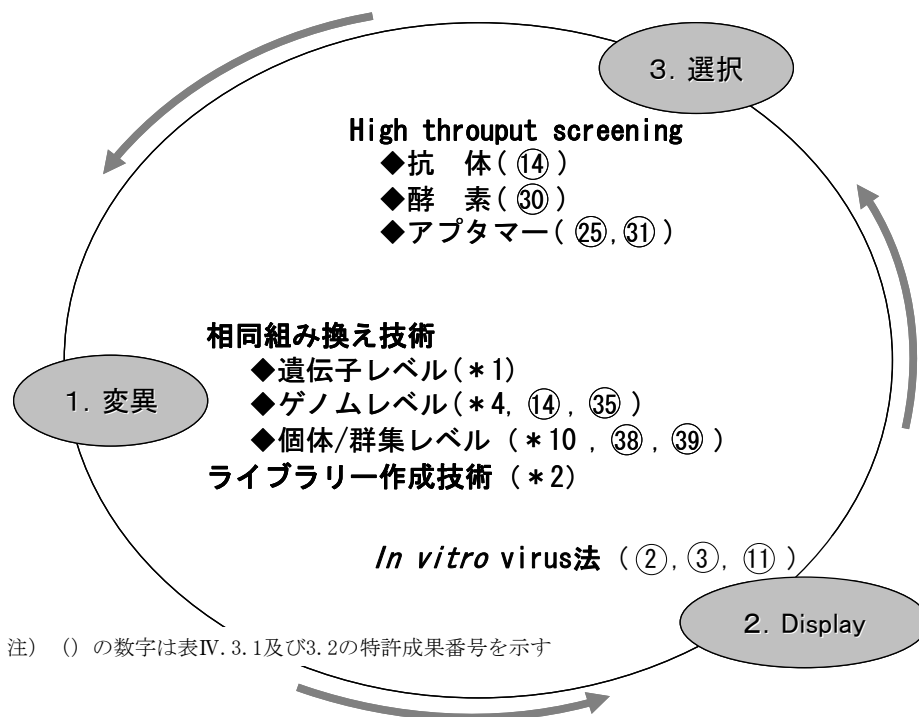 3. 選択
High throuput screening
◆抗　体( ⑭ )
◆酵　素( ㉚ )
◆アプタマー( ㉕, ㉛ )
相同組み換え技術
◆遺伝子レベル(＊1)
◆ゲノムレベル(＊4, ⑭, ㉟ )
◆個体/群集レベル (＊10 , ㊳, ㊴ )
ライブラリー作成技術 (＊2)
1. 変異
In vitro virus法 ( ②, ③, ⑪ )
2. Display
注) () の数字は表Ⅳ.3.1及び3.2の特許成果番号を示す